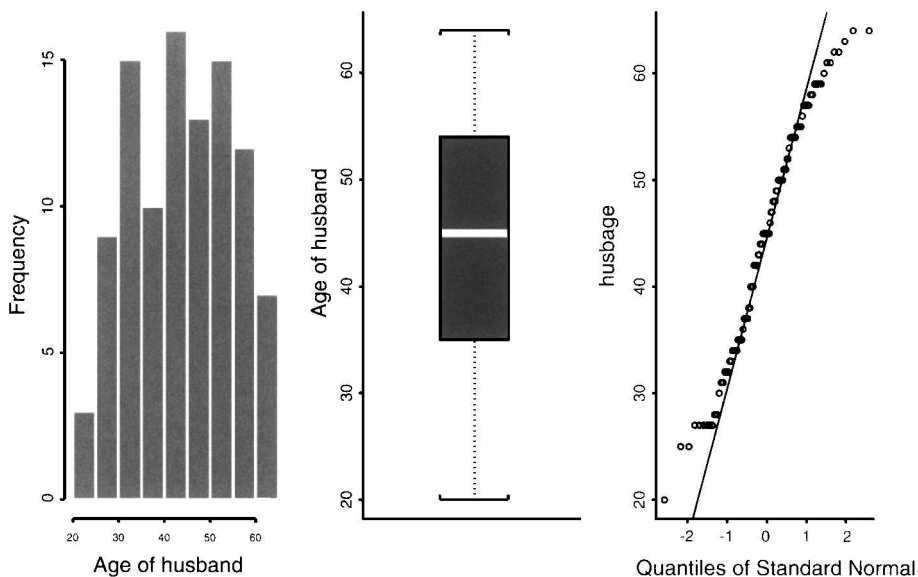 Frequency
15
10
5
0
20 30 40 50 60
Age of husband
Age of husband
60
50
40
30
20
husbage
60
50
40
30
20
-2 -1 0 1 2
Quantiles of Standard Normal